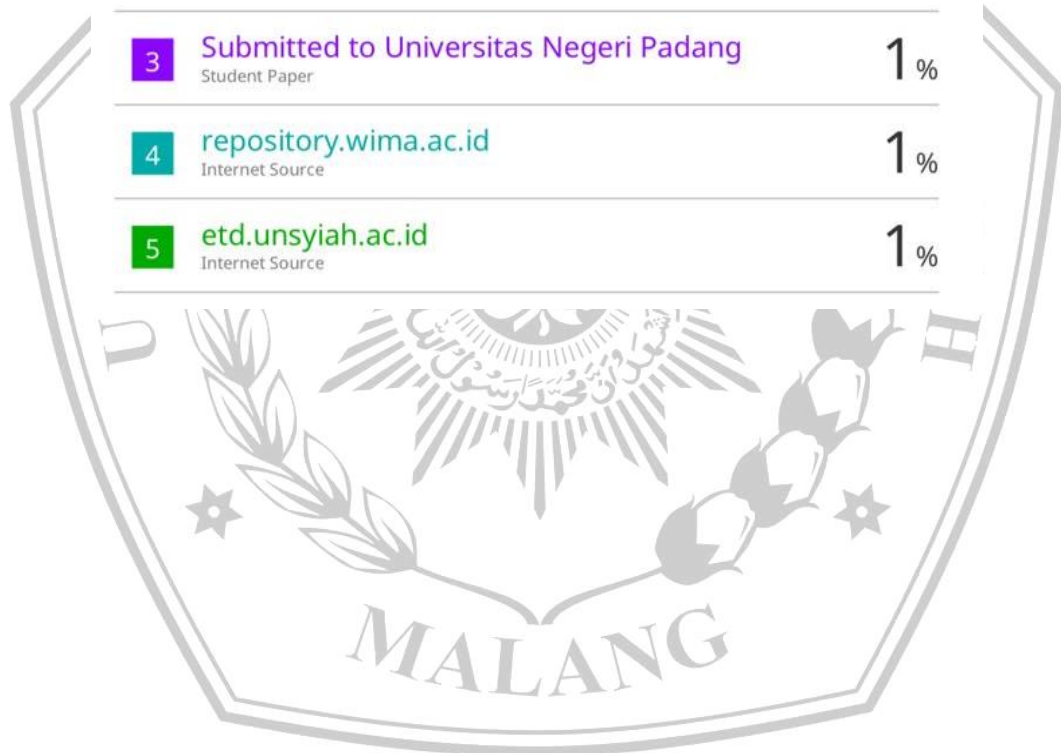 3 Submitted to Universitas Negeri Padang 1%
Student Paper
4 repository.wima.ac.id 1%
Internet Source
5 etd.unsyiah.ac.id 1%
Internet Source
U H
MALANG